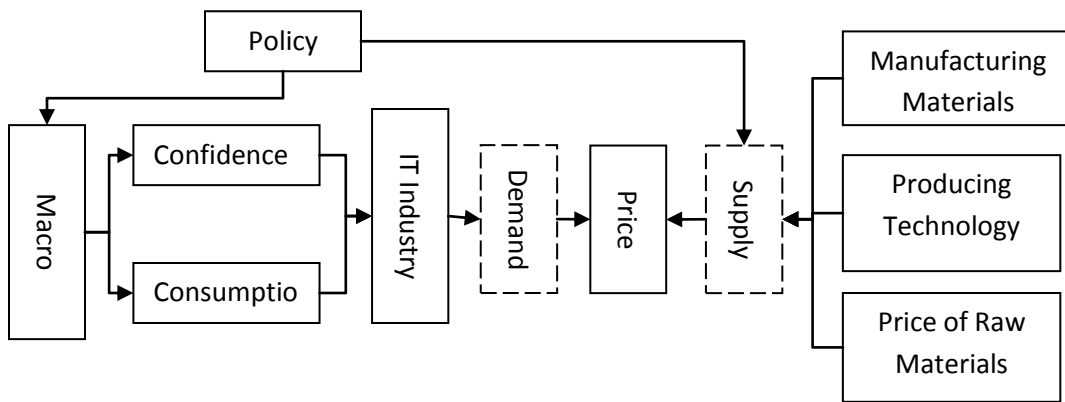 Policy
Macro
Confidence
Consumptio
IT Industry
Demand
Price
Supply
Manufacturing
Materials
Producing
Technology
Price of Raw
Materials